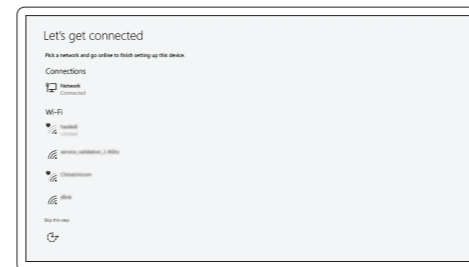 Let's get connected
Pick a network and go online to finish setting up this device.
Connections
Network
Connected
Wi-Fi
service_validation_2.4Ghz
dlink
Skip this step